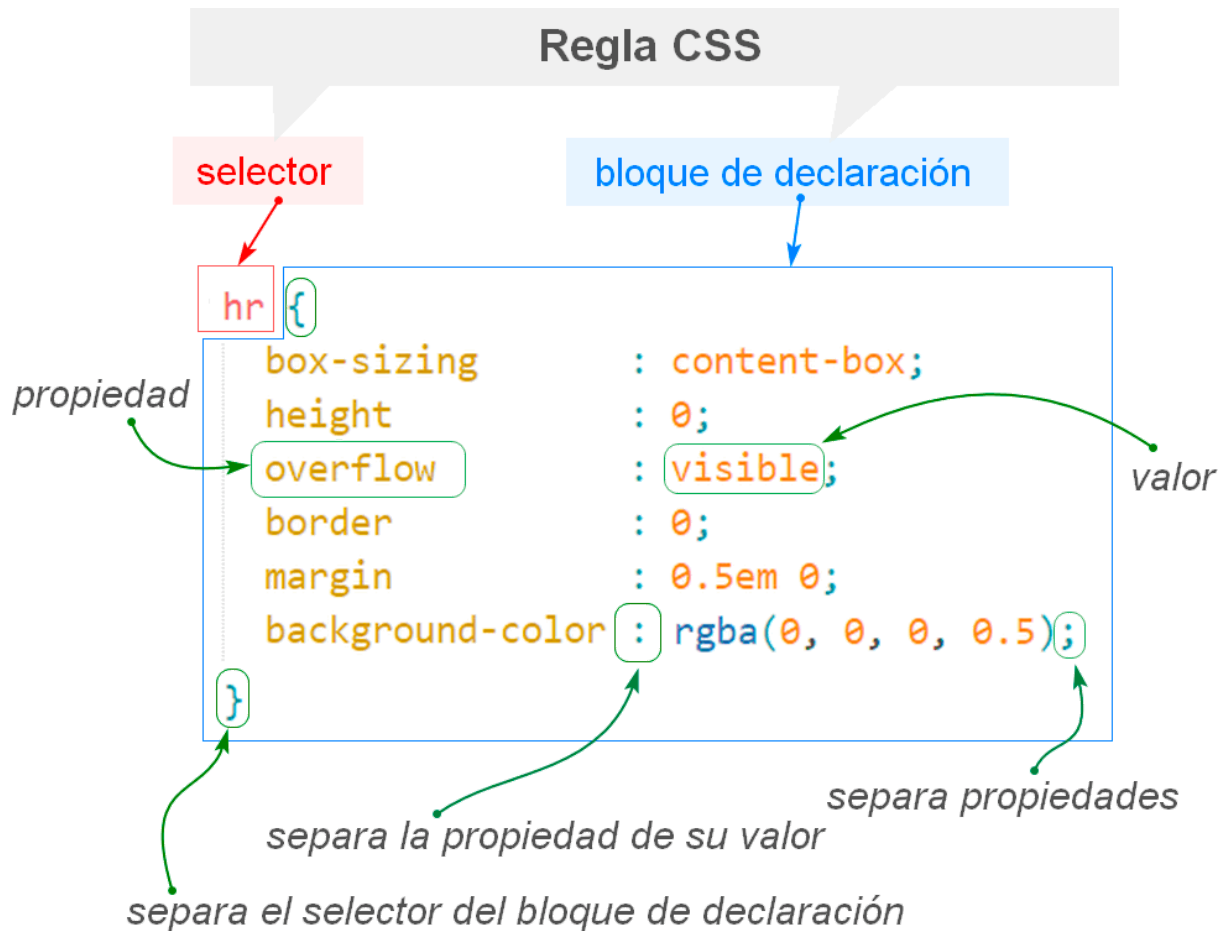 Regla CSS
selector
bloque de declaración
hr {
box-sizing : content-box;
propiedad
height : 0;
overflow : visible;
valor
border : 0;
margin : 0.5em 0;
background-color : rgba(0, 0, 0, 0.5);
}
separa propiedades
separa la propiedad de su valor
separa el selector del bloque de declaración